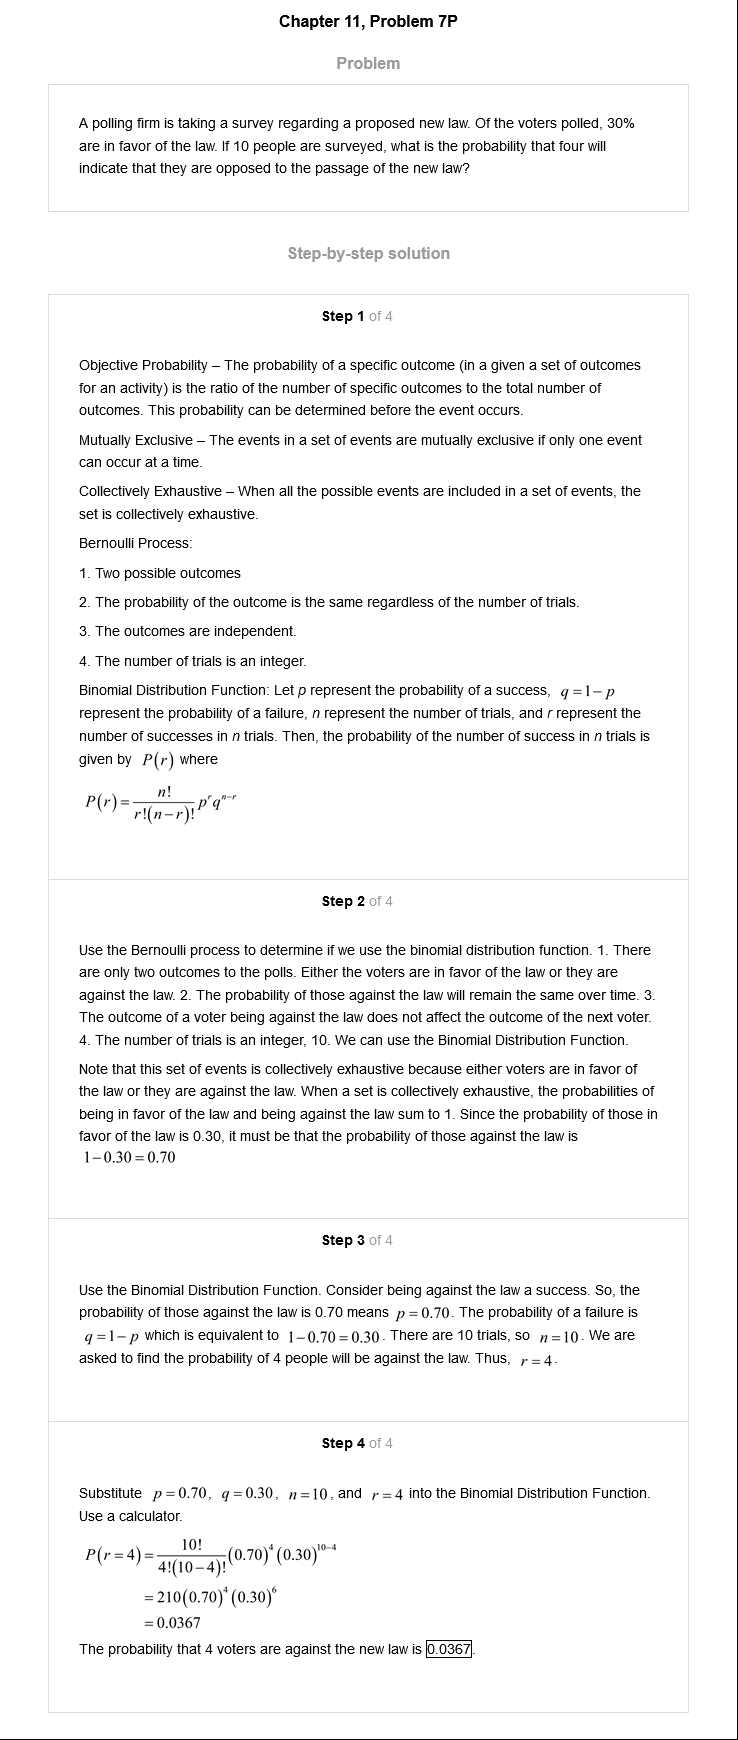 Chapter 11, Problem 7P
Problem
A polling firm is taking a survey regarding a proposed new law. Of the voters polled, 30%
are in favor of the law. If 10 people are surveyed, what is the probability that four will
indicate that they are opposed to the passage of the new law?
Step-by-step solution
Step 1 of 4
Objective Probability – The probability of a specific outcome (in a given a set of outcomes
for an activity) is the ratio of the number of specific outcomes to the total number of
outcomes. This probability can be determined before the event occurs.
Mutually Exclusive – The events in a set of events are mutually exclusive if only one event
can occur at a time.
Collectively Exhaustive – When all the possible events are included in a set of events, the
set is collectively exhaustive.
Bernoulli Process:
1. Two possible outcomes
2. The probability of the outcome is the same regardless of the number of trials.
3. The outcomes are independent.
4. The number of trials is an integer.
Binomial Distribution Function: Let p represent the probability of a success, q = 1 − p
represent the probability of a failure, n represent the number of trials, and r represent the
number of successes in n trials. Then, the probability of the number of success in n trials is
given by P(r) where
P(r) = n! / r!(n − r)! p^r q^(n−r)
Step 2 of 4
Use the Bernoulli process to determine if we use the binomial distribution function. 1. There
are only two outcomes to the polls. Either the voters are in favor of the law or they are
against the law. 2. The probability of those against the law will remain the same over time. 3.
The outcome of a voter being against the law does not affect the outcome of the next voter.
4. The number of trials is an integer, 10. We can use the Binomial Distribution Function.
Note that this set of events is collectively exhaustive because either voters are in favor of
the law or they are against the law. When a set is collectively exhaustive, the probabilities of
being in favor of the law and being against the law sum to 1. Since the probability of those in
favor of the law is 0.30, it must be that the probability of those against the law is
1 − 0.30 = 0.70
Step 3 of 4
Use the Binomial Distribution Function. Consider being against the law a success. So, the
probability of those against the law is 0.70 means p = 0.70. The probability of a failure is
q = 1 − p which is equivalent to 1 − 0.70 = 0.30. There are 10 trials, so n = 10. We are
asked to find the probability of 4 people will be against the law. Thus, r = 4.
Step 4 of 4
Substitute p = 0.70, q = 0.30, n = 10, and r = 4 into the Binomial Distribution Function.
Use a calculator.
P(r = 4) = 10! / 4!(10 − 4)! (0.70)^4 (0.30)^(10−4)
= 210(0.70)^4 (0.30)^6
= 0.0367
The probability that 4 voters are against the new law is 0.0367.